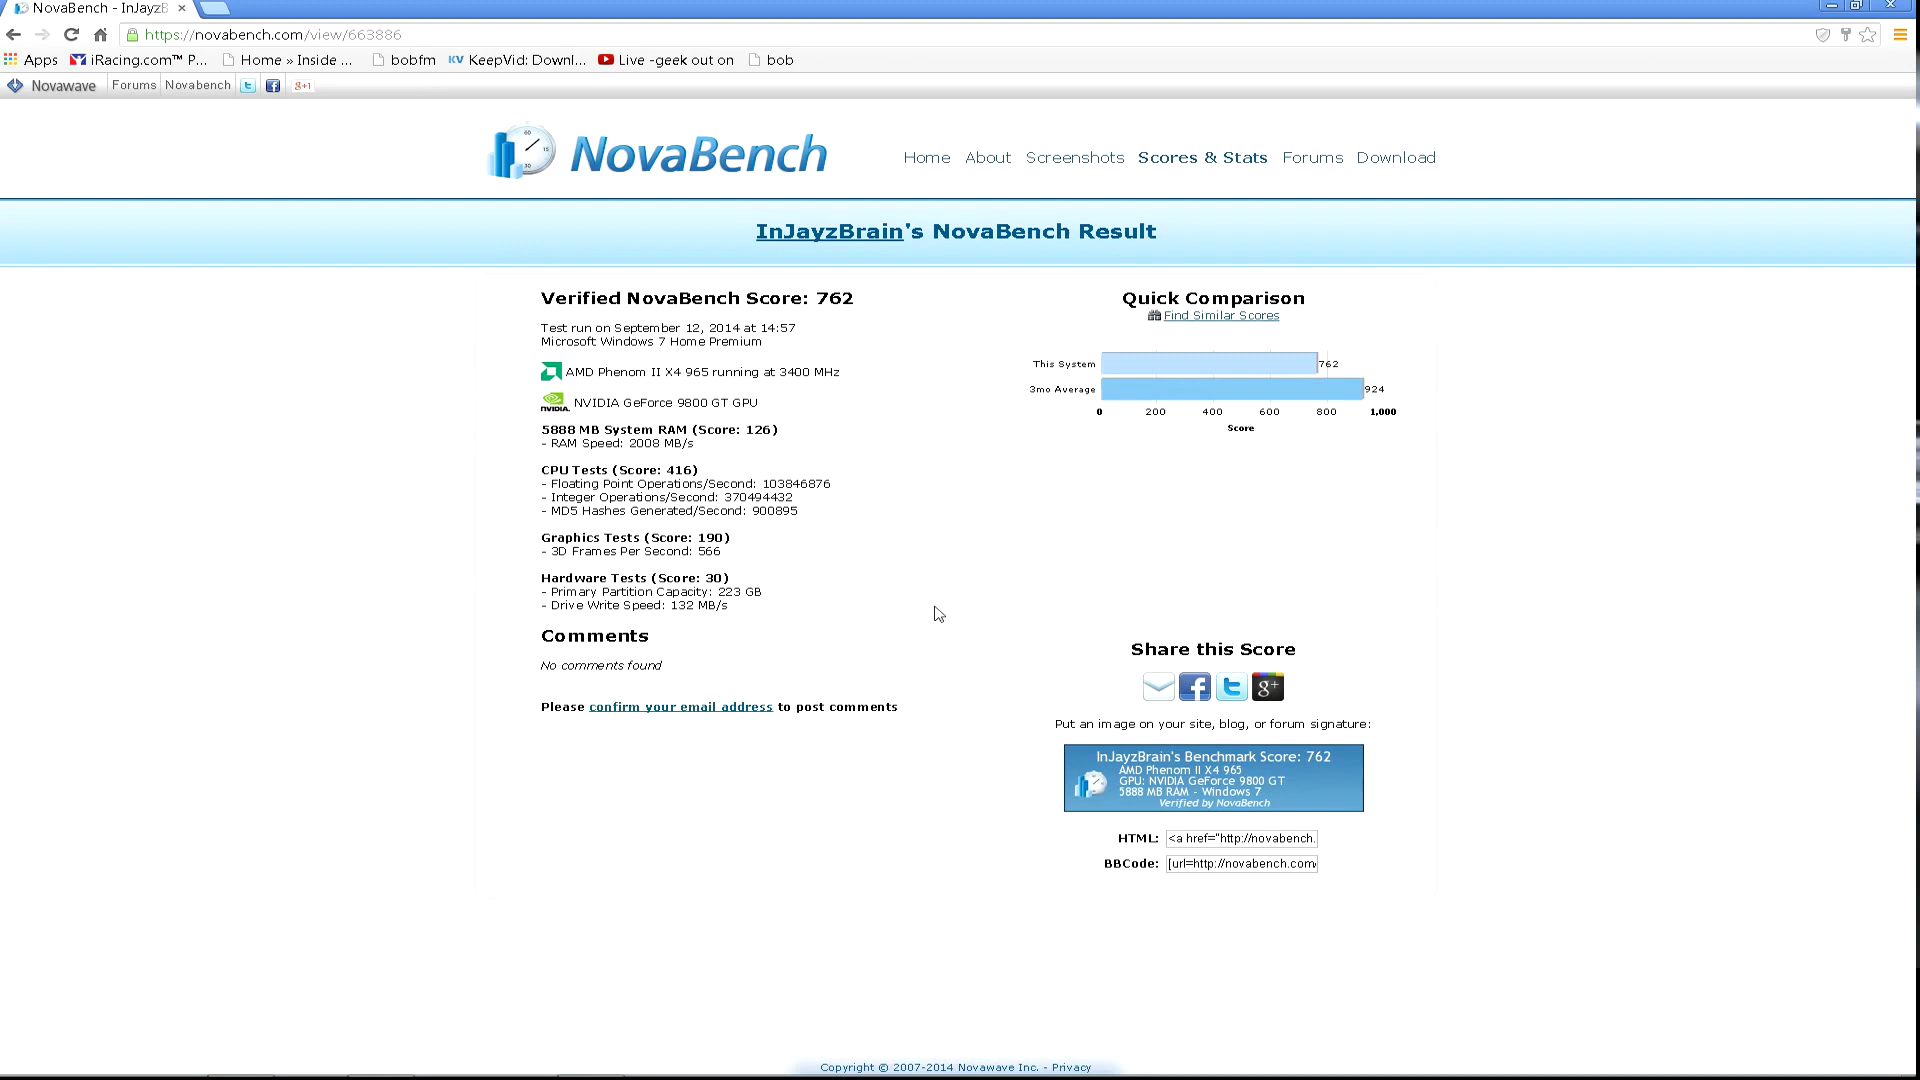 NovaBench - InJayzB
https://novabench.com/view/663886
Apps iRacing.com™ P... Home » Inside ... bobfm KV KeepVid: Downl... Live -geek out on bob
Novawave Forums Novabench g+1
NovaBench
Home About Screenshots Scores & Stats Forums Download
InJayzBrain's NovaBench Result
Verified NovaBench Score: 762
Test run on September 12, 2014 at 14:57
Microsoft Windows 7 Home Premium
AMD Phenom II X4 965 running at 3400 MHz
NVIDIA GeForce 9800 GT GPU
5888 MB System RAM (Score: 126)
- RAM Speed: 2008 MB/s
CPU Tests (Score: 416)
- Floating Point Operations/Second: 103846876
- Integer Operations/Second: 370494432
- MD5 Hashes Generated/Second: 900895
Graphics Tests (Score: 190)
- 3D Frames Per Second: 566
Hardware Tests (Score: 30)
- Primary Partition Capacity: 223 GB
- Drive Write Speed: 132 MB/s
Comments
No comments found
Please confirm your email address to post comments
Quick Comparison
Find Similar Scores
This System 762
3mo Average 924
0 200 400 600 800 1,000
Score
Share this Score
Put an image on your site, blog, or forum signature:
InJayzBrain's Benchmark Score: 762
AMD Phenom II X4 965
GPU: NVIDIA GeForce 9800 GT
5888 MB RAM - Windows 7
Verified by NovaBench
HTML: <a href="http://novabench.
BBCode: [url=http://novabench.com/
Copyright © 2007-2014 Novawave Inc. - Privacy